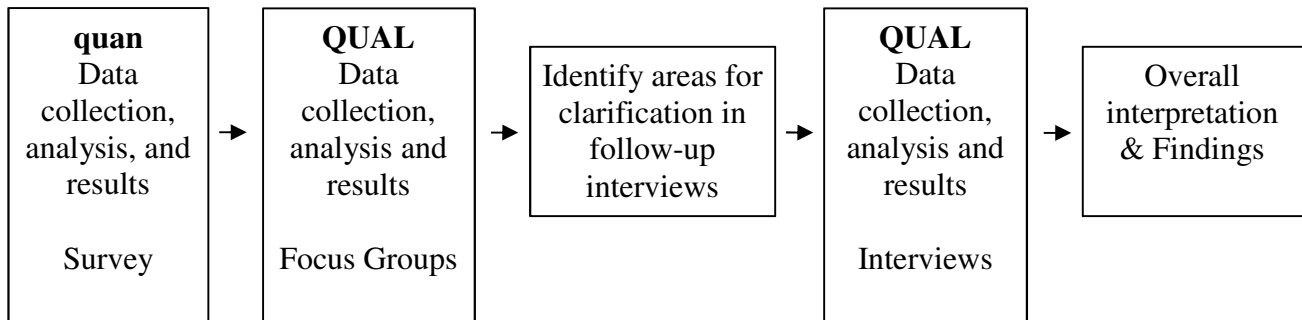 quan
Data
collection,
analysis, and
results
Survey
QUAL
Data
collection,
analysis and
results
Focus Groups
Identify areas for
clarification in
follow-up
interviews
QUAL
Data
collection,
analysis and
results
Interviews
Overall
interpretation
& Findings